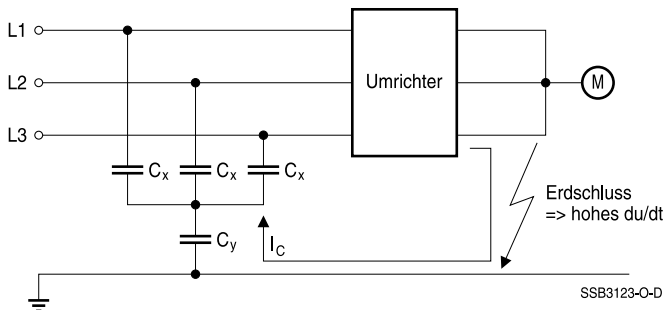 L1
L2
L3
Umrichter
M
Cx
Cx
Cx
Cy
IC
Erdschluss
=> hohes du/dt
SSB3123-O-D